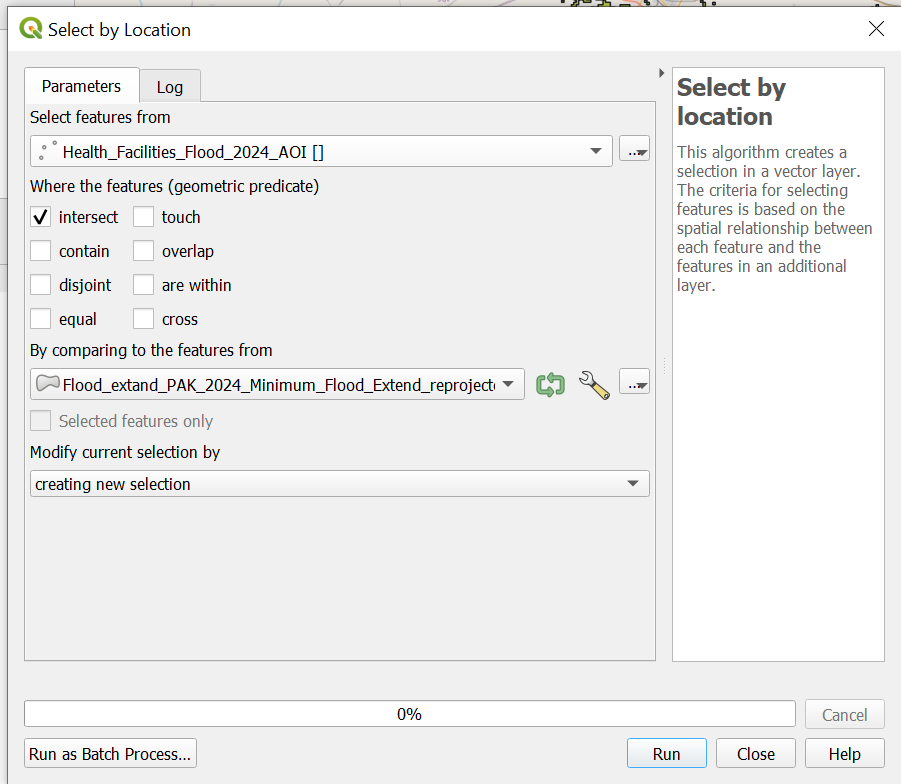 Select by Location
Parameters
Log
Select features from
Health_Facilities_Flood_2024_AOI []
...
Where the features (geometric predicate)
intersect
touch
contain
overlap
disjoint
are within
equal
cross
By comparing to the features from
Flood_extand_PAK_2024_Minimum_Flood_Extend_reprojecte
...
Selected features only
Modify current selection by
creating new selection
Select by
location
This algorithm creates a
selection in a vector layer.
The criteria for selecting
features is based on the
spatial relationship between
each feature and the
features in an additional
layer.
0%
Cancel
Run as Batch Process...
Run
Close
Help